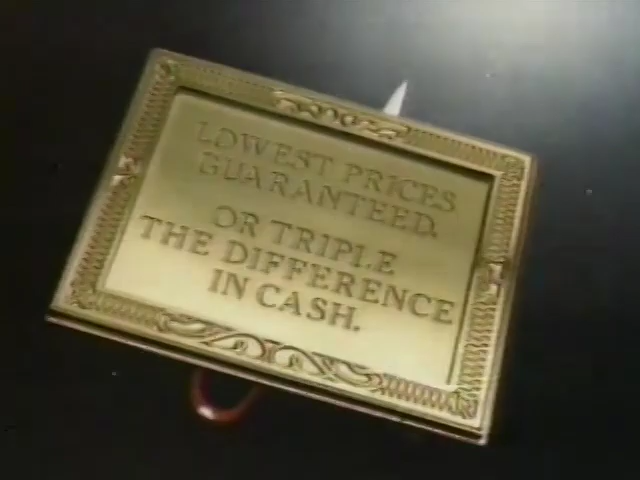 LOWEST PRICES
GUARANTEED.
OR TRIPLE
THE DIFFERENCE
IN CASH.